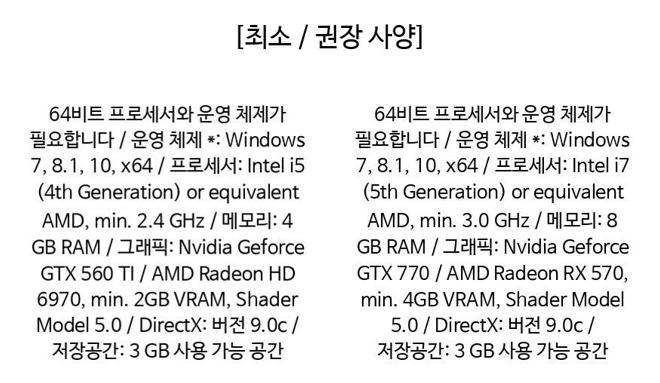 [최소 / 권장 사양]
64비트 프로세서와 운영 체제가
필요합니다 / 운영 체제 *: Windows
7, 8.1, 10, x64 / 프로세서: Intel i5
(4th Generation) or equivalent
AMD, min. 2.4 GHz / 메모리: 4
GB RAM / 그래픽: Nvidia Geforce
GTX 560 TI / AMD Radeon HD
6970, min. 2GB VRAM, Shader
Model 5.0 / DirectX: 버전 9.0c /
저장공간: 3 GB 사용 가능 공간
64비트 프로세서와 운영 체제가
필요합니다 / 운영 체제 *: Windows
7, 8.1, 10, x64 / 프로세서: Intel i7
(5th Generation) or equivalent
AMD, min. 3.0 GHz / 메모리: 8
GB RAM / 그래픽: Nvidia Geforce
GTX 770 / AMD Radeon RX 570,
min. 4GB VRAM, Shader Model
5.0 / DirectX: 버전 9.0c /
저장공간: 3 GB 사용 가능 공간